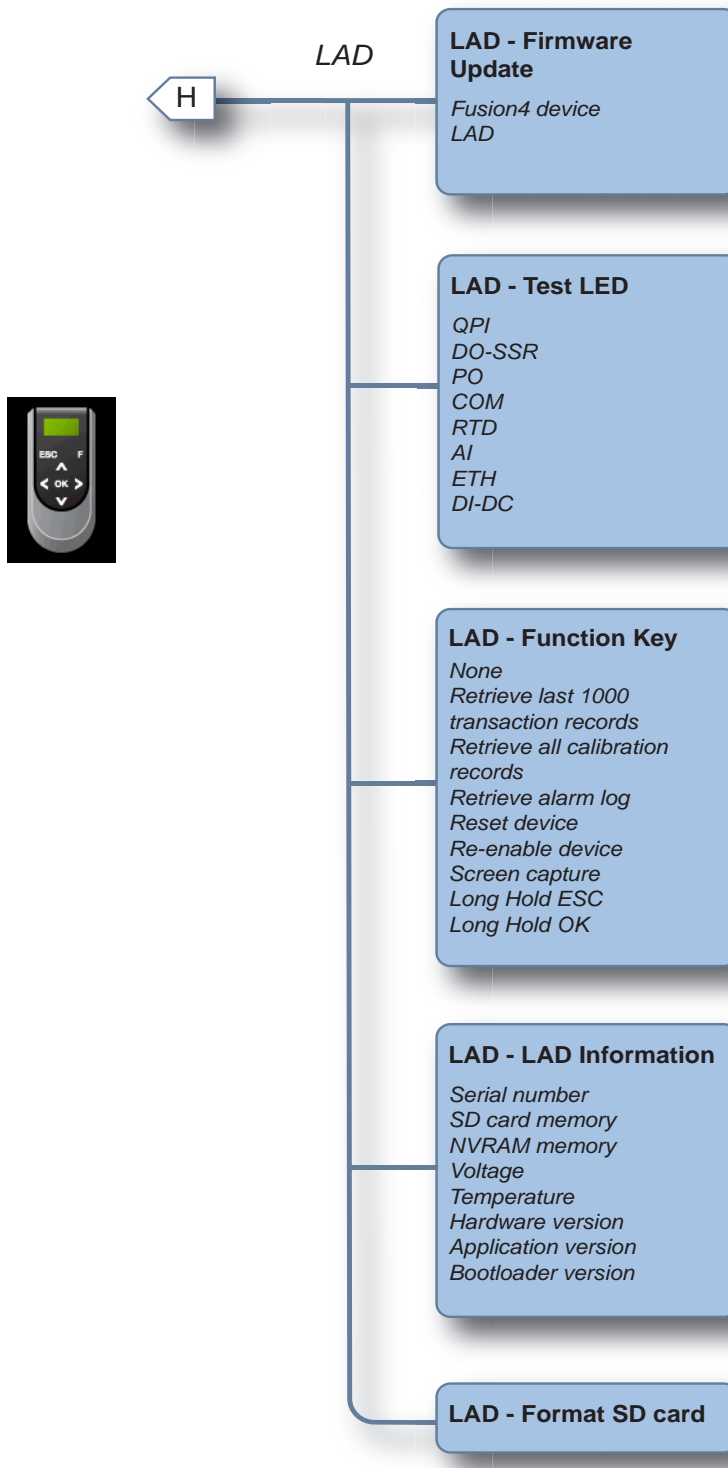 LAD
H
LAD - Firmware
Update
Fusion4 device
LAD
LAD - Test LED
QPI
DO-SSR
PO
COM
RTD
AI
ETH
DI-DC
ESC F
OK
LAD - Function Key
None
Retrieve last 1000
transaction records
Retrieve all calibration
records
Retrieve alarm log
Reset device
Re-enable device
Screen capture
Long Hold ESC
Long Hold OK
LAD - LAD Information
Serial number
SD card memory
NVRAM memory
Voltage
Temperature
Hardware version
Application version
Bootloader version
LAD - Format SD card